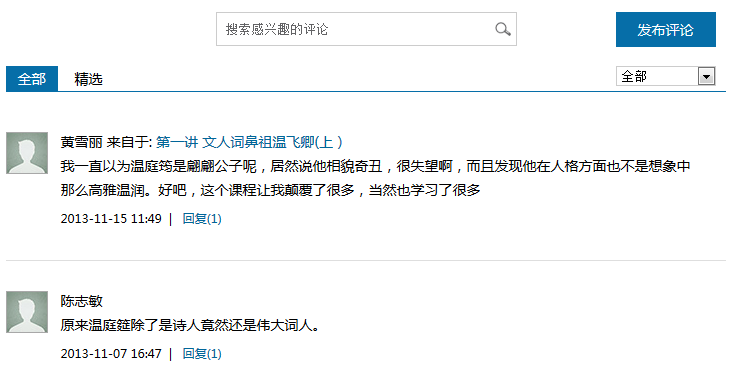 搜索感兴趣的评论
发布评论
全部 精选
全部
黄雪丽 来自于: 第一讲 文人词鼻祖温飞卿(上)
我一直以为温庭筠是翩翩公子呢，居然说他相貌奇丑，很失望啊，而且发现他在人格方面也不是想象中
那么高雅温润。好吧，这个课程让我颠覆了很多，当然也学习了很多
2013-11-15 11:49 | 回复(1)
陈志敏
原来温庭筵除了是诗人竟然还是伟大词人。
2013-11-07 16:47 | 回复(1)